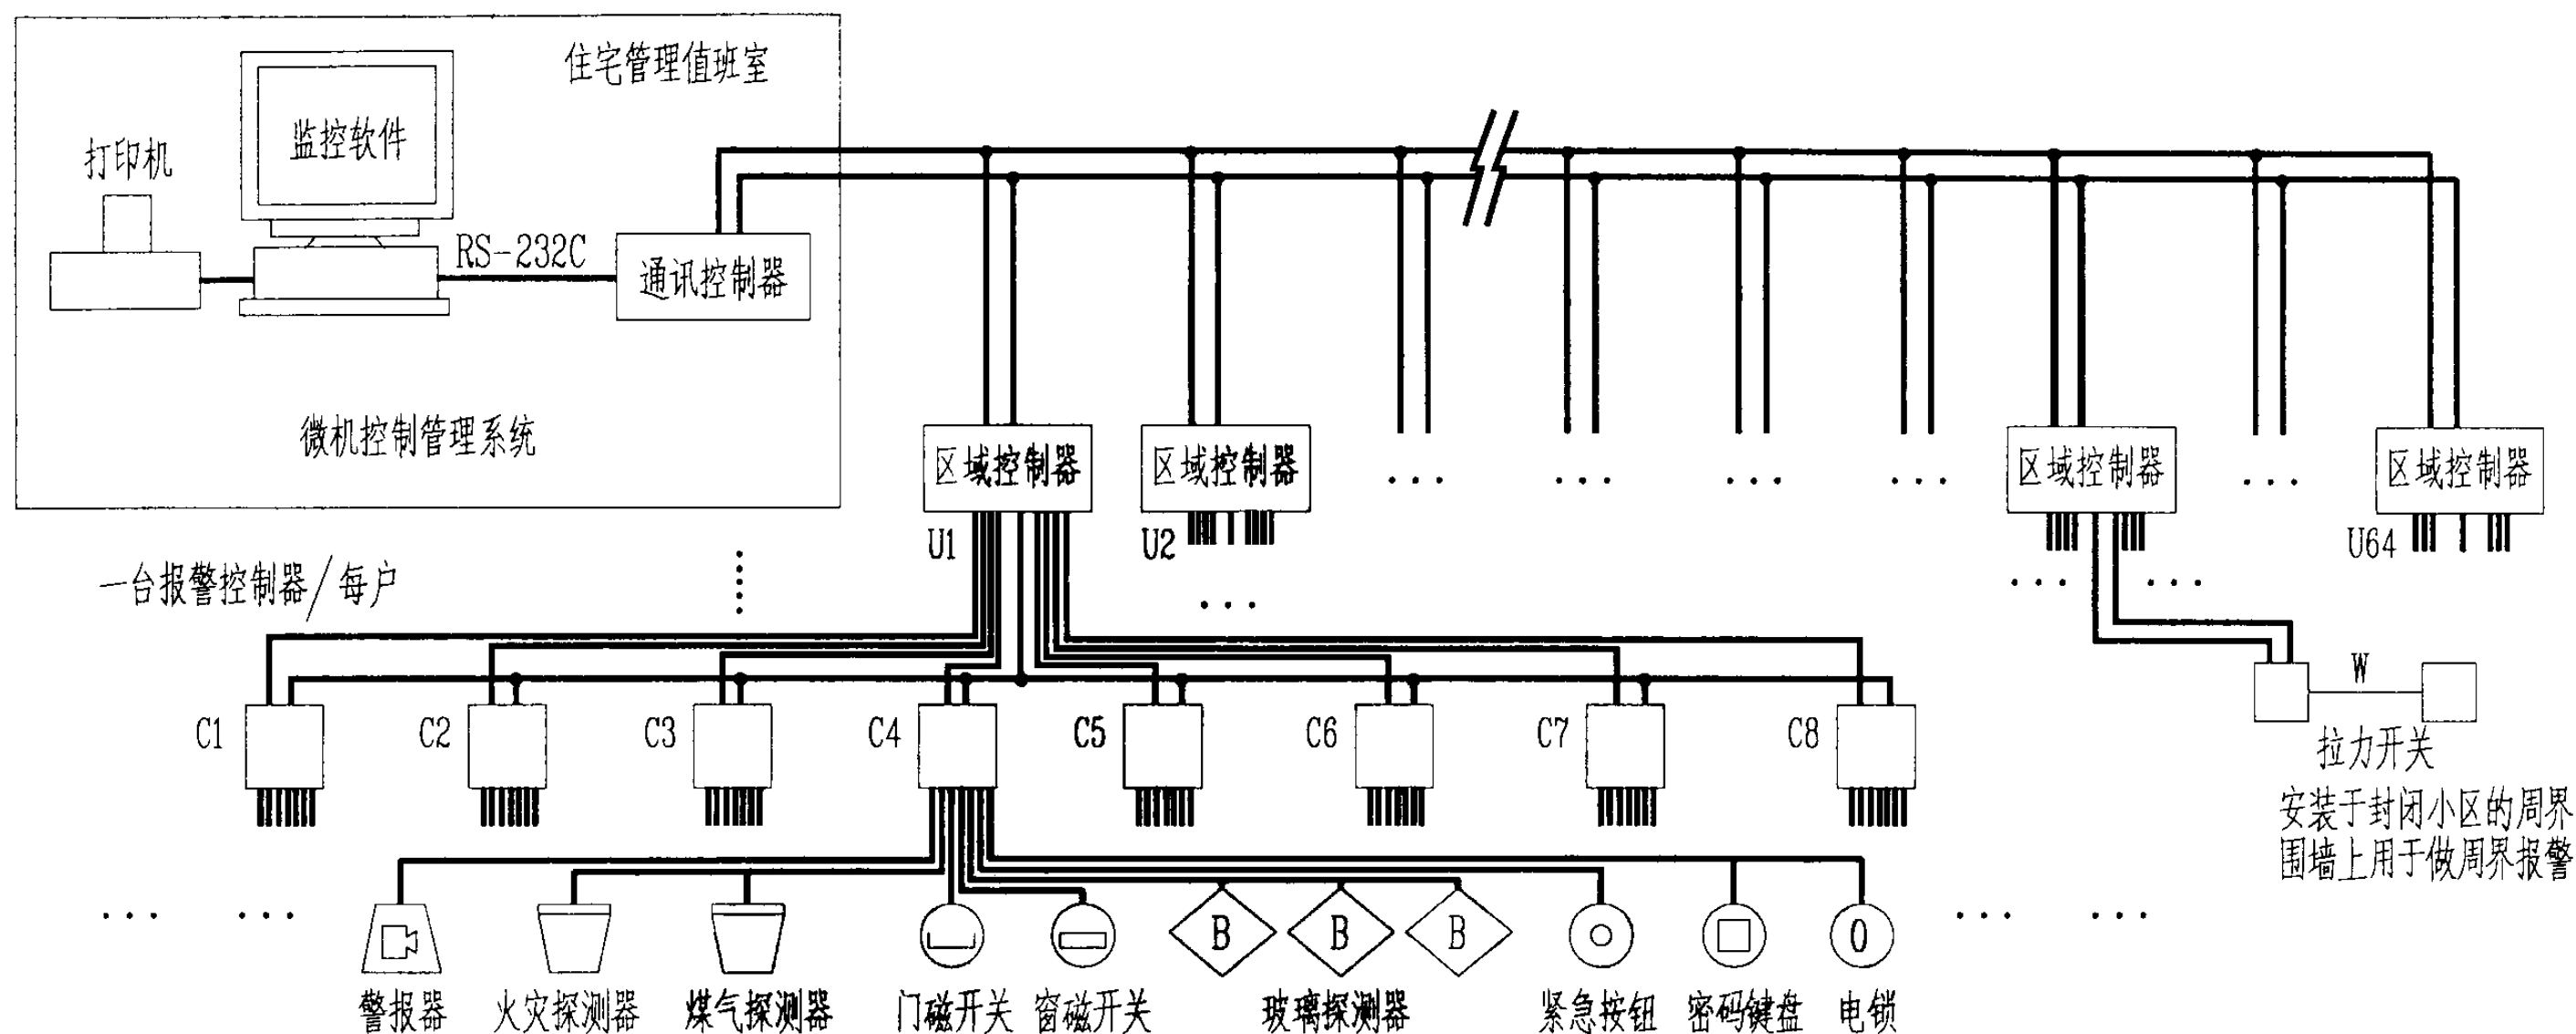 住宅管理值班室
监控软件
打印机
RS-232C
通讯控制器
微机控制管理系统
区域控制器
区域控制器
区域控制器
区域控制器
U1
U2
U64
一台报警控制器/每户
C1
C2
C3
C4
C5
C6
C7
C8
W
拉力开关
安装于封闭小区的周界
围墙上用于做周界报警
B
B
B
0
警报器
火灾探测器
煤气探测器
门磁开关
窗磁开关
玻璃探测器
紧急按钮
密码键盘
电锁